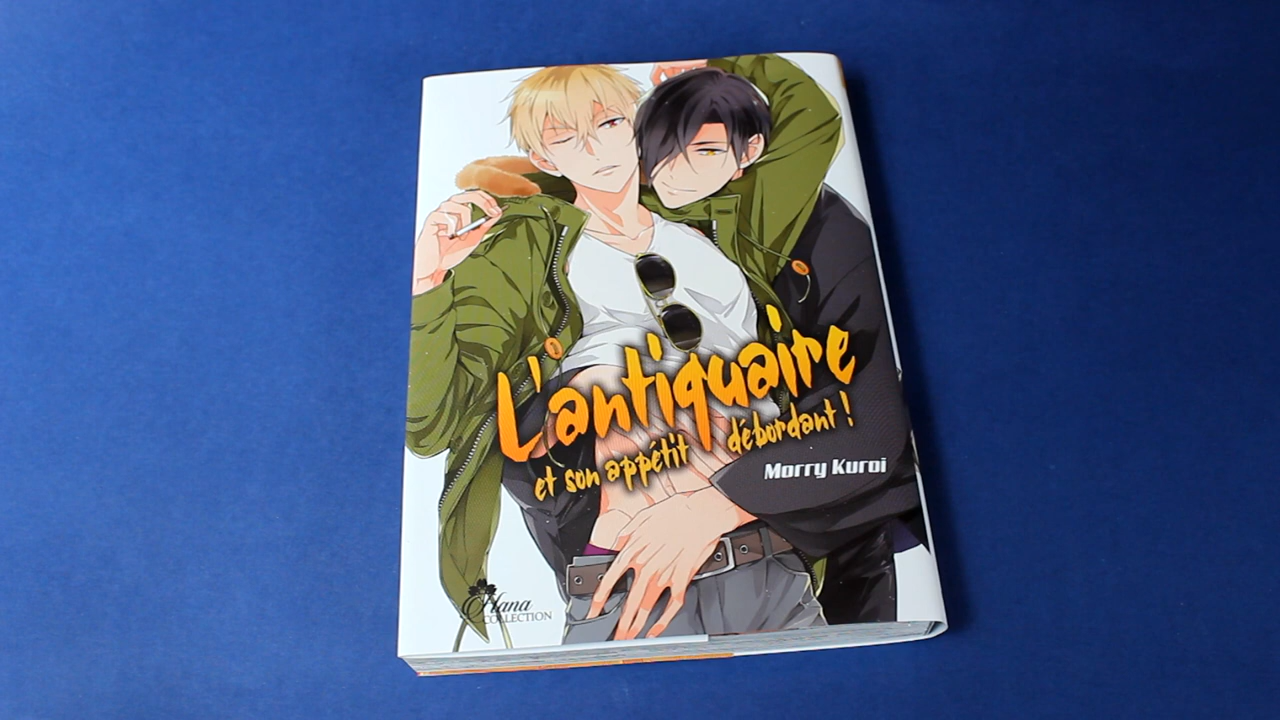 L'antiquaire
et son appétit débordant !
Morry Kuroi
Hana
COLLECTION